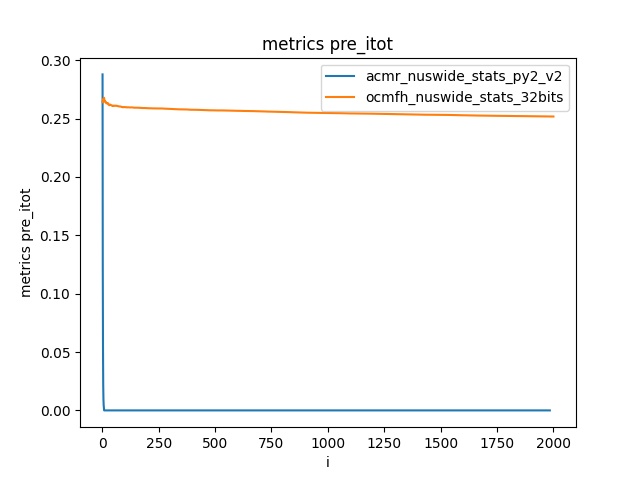 metrics pre_itot
acmr_nuswide_stats_py2_v2
ocmfh_nuswide_stats_32bits
metrics pre_itot
0.30
0.25
0.20
0.15
0.10
0.05
0.00
0 250 500 750 1000 1250 1500 1750 2000
i